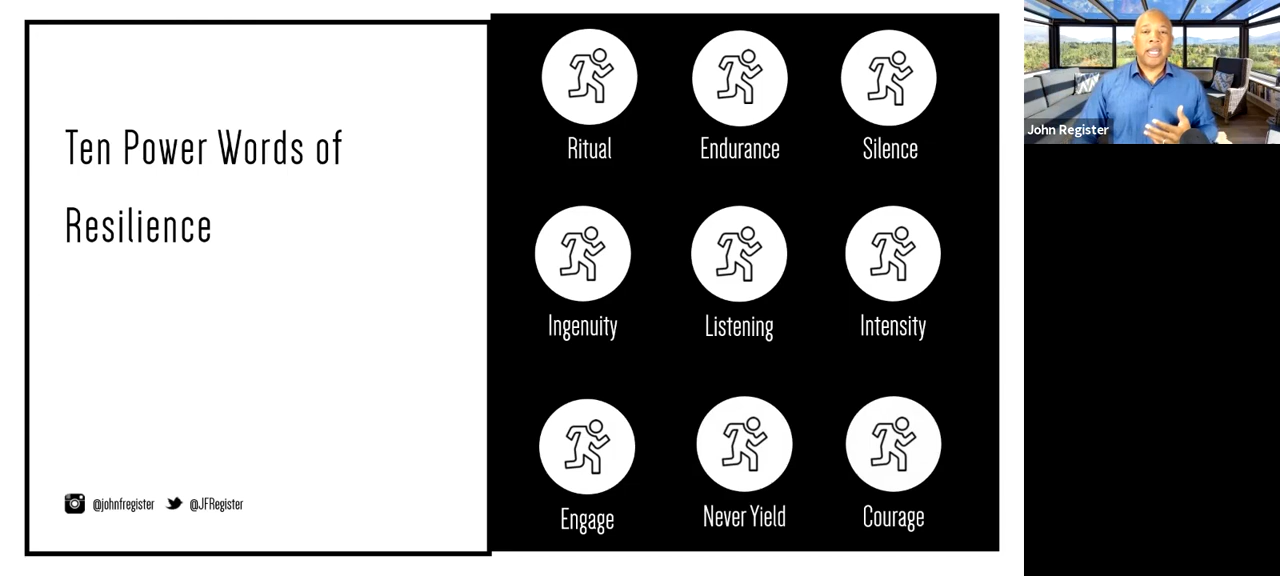 Ten Power Words of
Resilience
@johnfregister @JFRegister
Ritual Endurance Silence
Ingenuity Listening Intensity
Engage Never Yield Courage
John Register